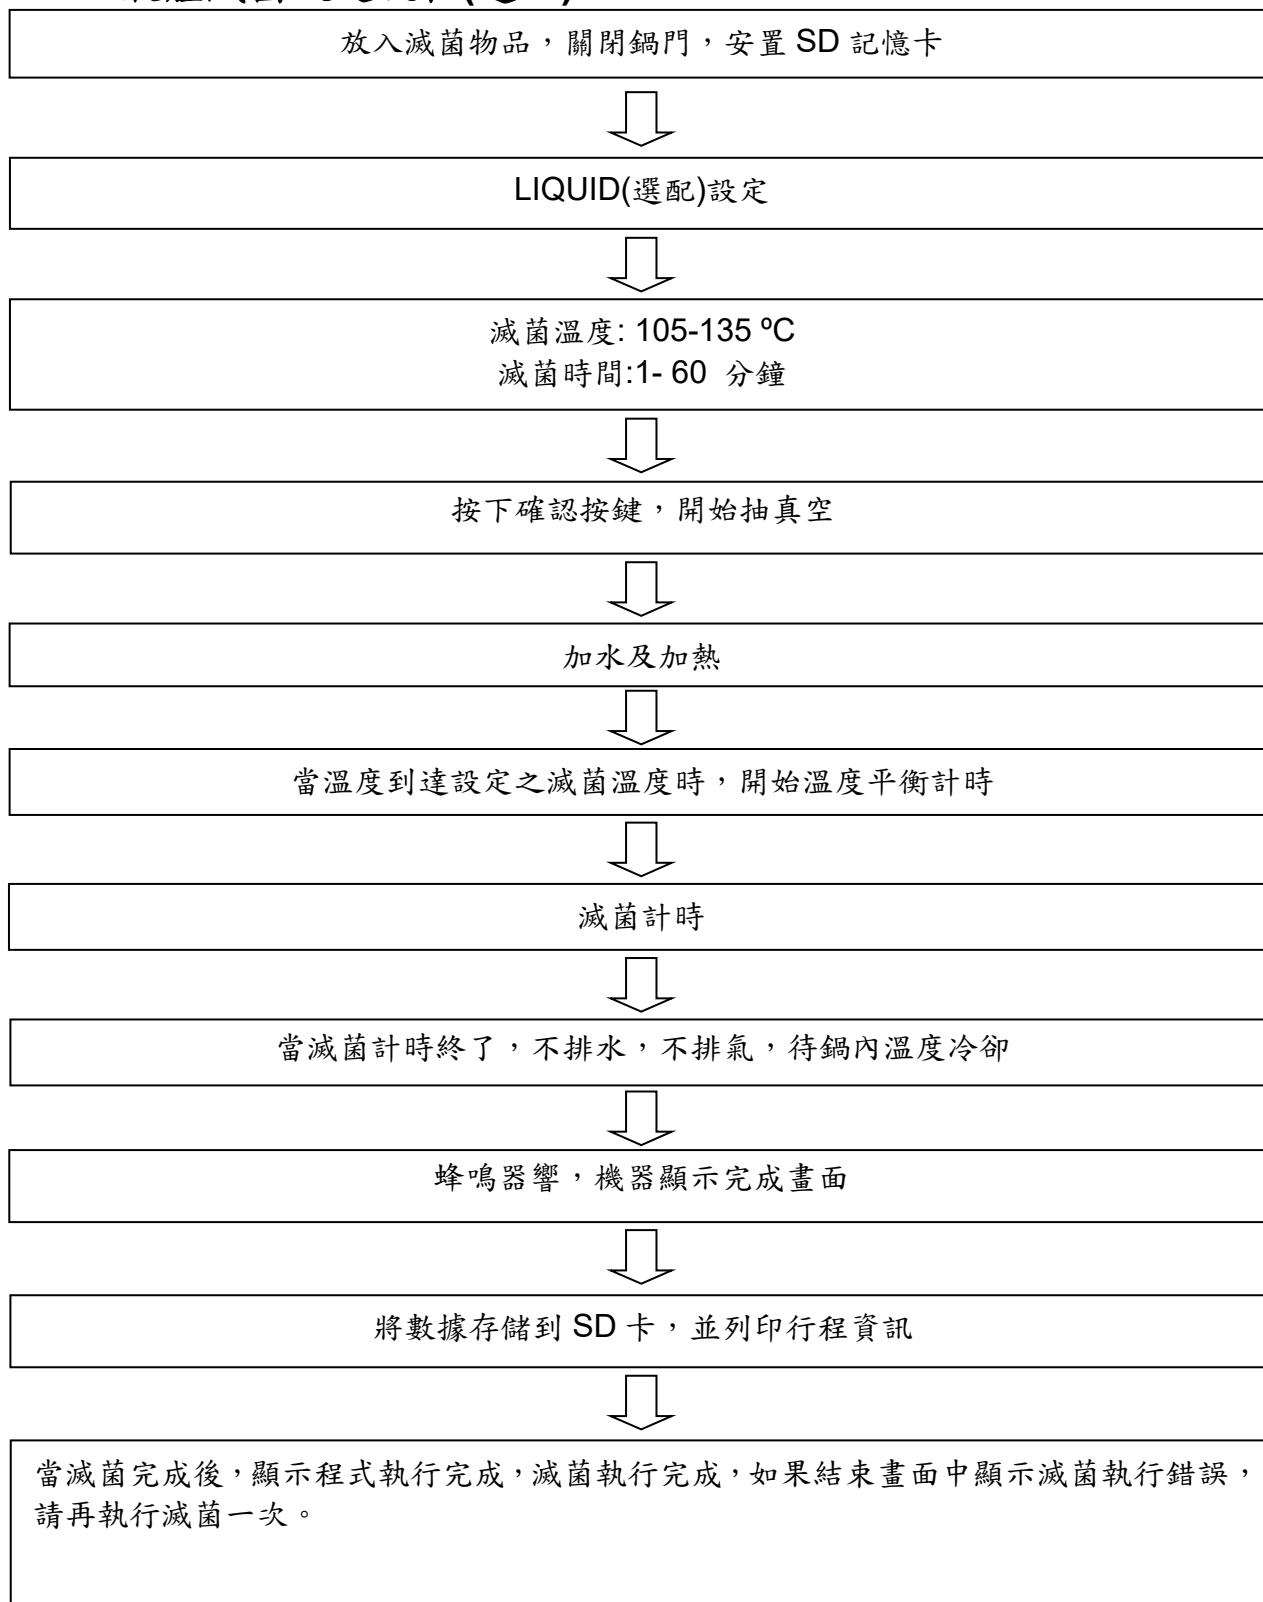 放入滅菌物品，關閉鍋門，安置 SD 記憶卡
LIQUID(選配)設定
滅菌溫度: 105-135 ºC
滅菌時間:1- 60 分鐘
按下確認按鍵，開始抽真空
加水及加熱
當溫度到達設定之滅菌溫度時，開始溫度平衡計時
滅菌計時
當滅菌計時終了，不排水，不排氣，待鍋內溫度冷卻
蜂鳴器響，機器顯示完成畫面
將數據存儲到 SD 卡，並列印行程資訊
當滅菌完成後，顯示程式執行完成，滅菌執行完成，如果結束畫面中顯示滅菌執行錯誤，
請再執行滅菌一次。